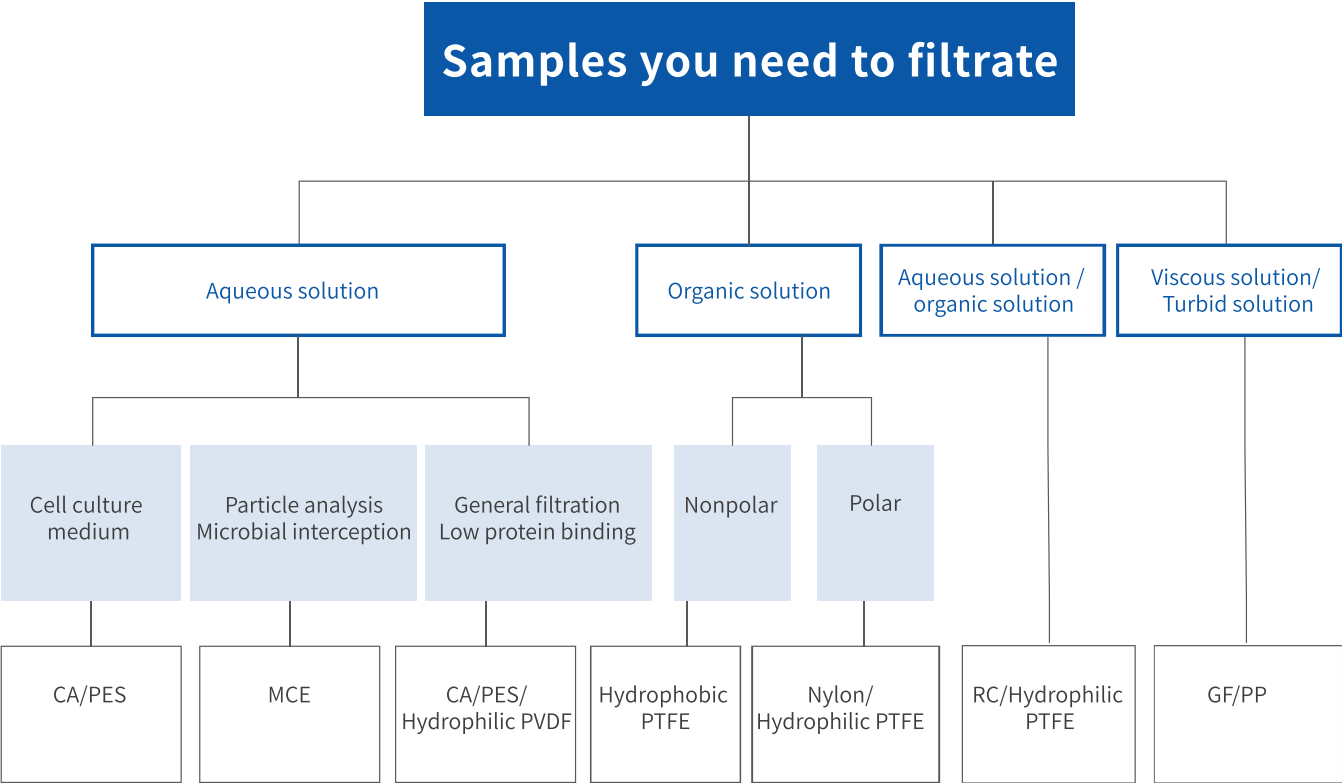 Samples you need to filtrate
Aqueous solution
Organic solution
Aqueous solution /
organic solution
Viscous solution/
Turbid solution
Cell culture
medium
Particle analysis
Microbial interception
General filtration
Low protein binding
Nonpolar
Polar
CA/PES
MCE
CA/PES/
Hydrophilic PVDF
Hydrophobic
PTFE
Nylon/
Hydrophilic PTFE
RC/Hydrophilic
PTFE
GF/PP